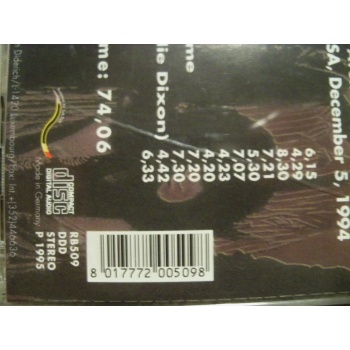 SA, December 5, 1994
6,15
4,29
8,30
7,21
5,30
7,07
4,23
4,20
me 7,20
7,30
ie Dixon) 4,42
6,33
me: 74,06
COMPACT
disc
DIGITAL AUDIO
Made in Germany
RB509
DDD
STEREO
P 1995
8 017772 005098